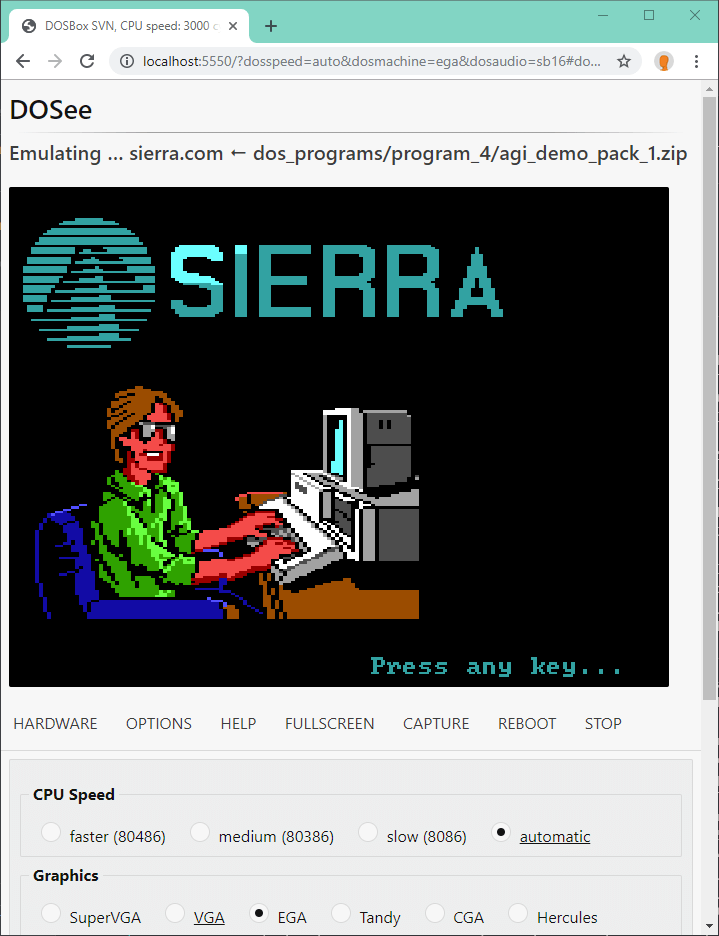 DOSBox SVN, CPU speed: 3000 c
localhost:5550/?dosspeed=auto&dosmachine=ega&dosaudio=sb16#do...
DOSee
Emulating ... sierra.com ← dos_programs/program_4/agi_demo_pack_1.zip
SIERRA
Press any key...
HARDWARE OPTIONS HELP FULLSCREEN CAPTURE REBOOT STOP
CPU Speed
faster (80486) medium (80386) slow (8086) automatic
Graphics
SuperVGA VGA EGA Tandy CGA Hercules